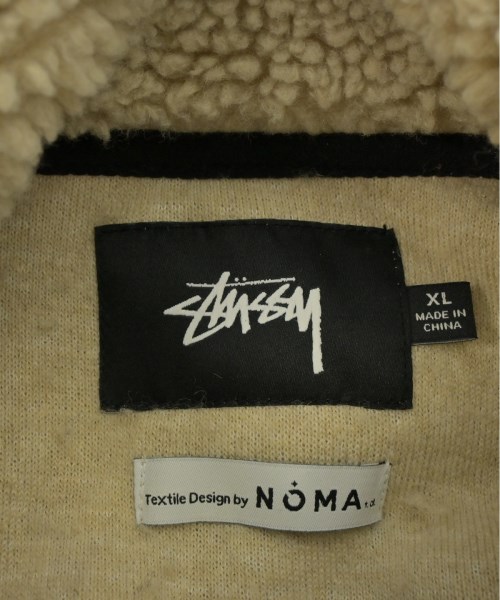 STÜSSY
XL
MADE IN
CHINA
Textile Design by NOMA t.d.